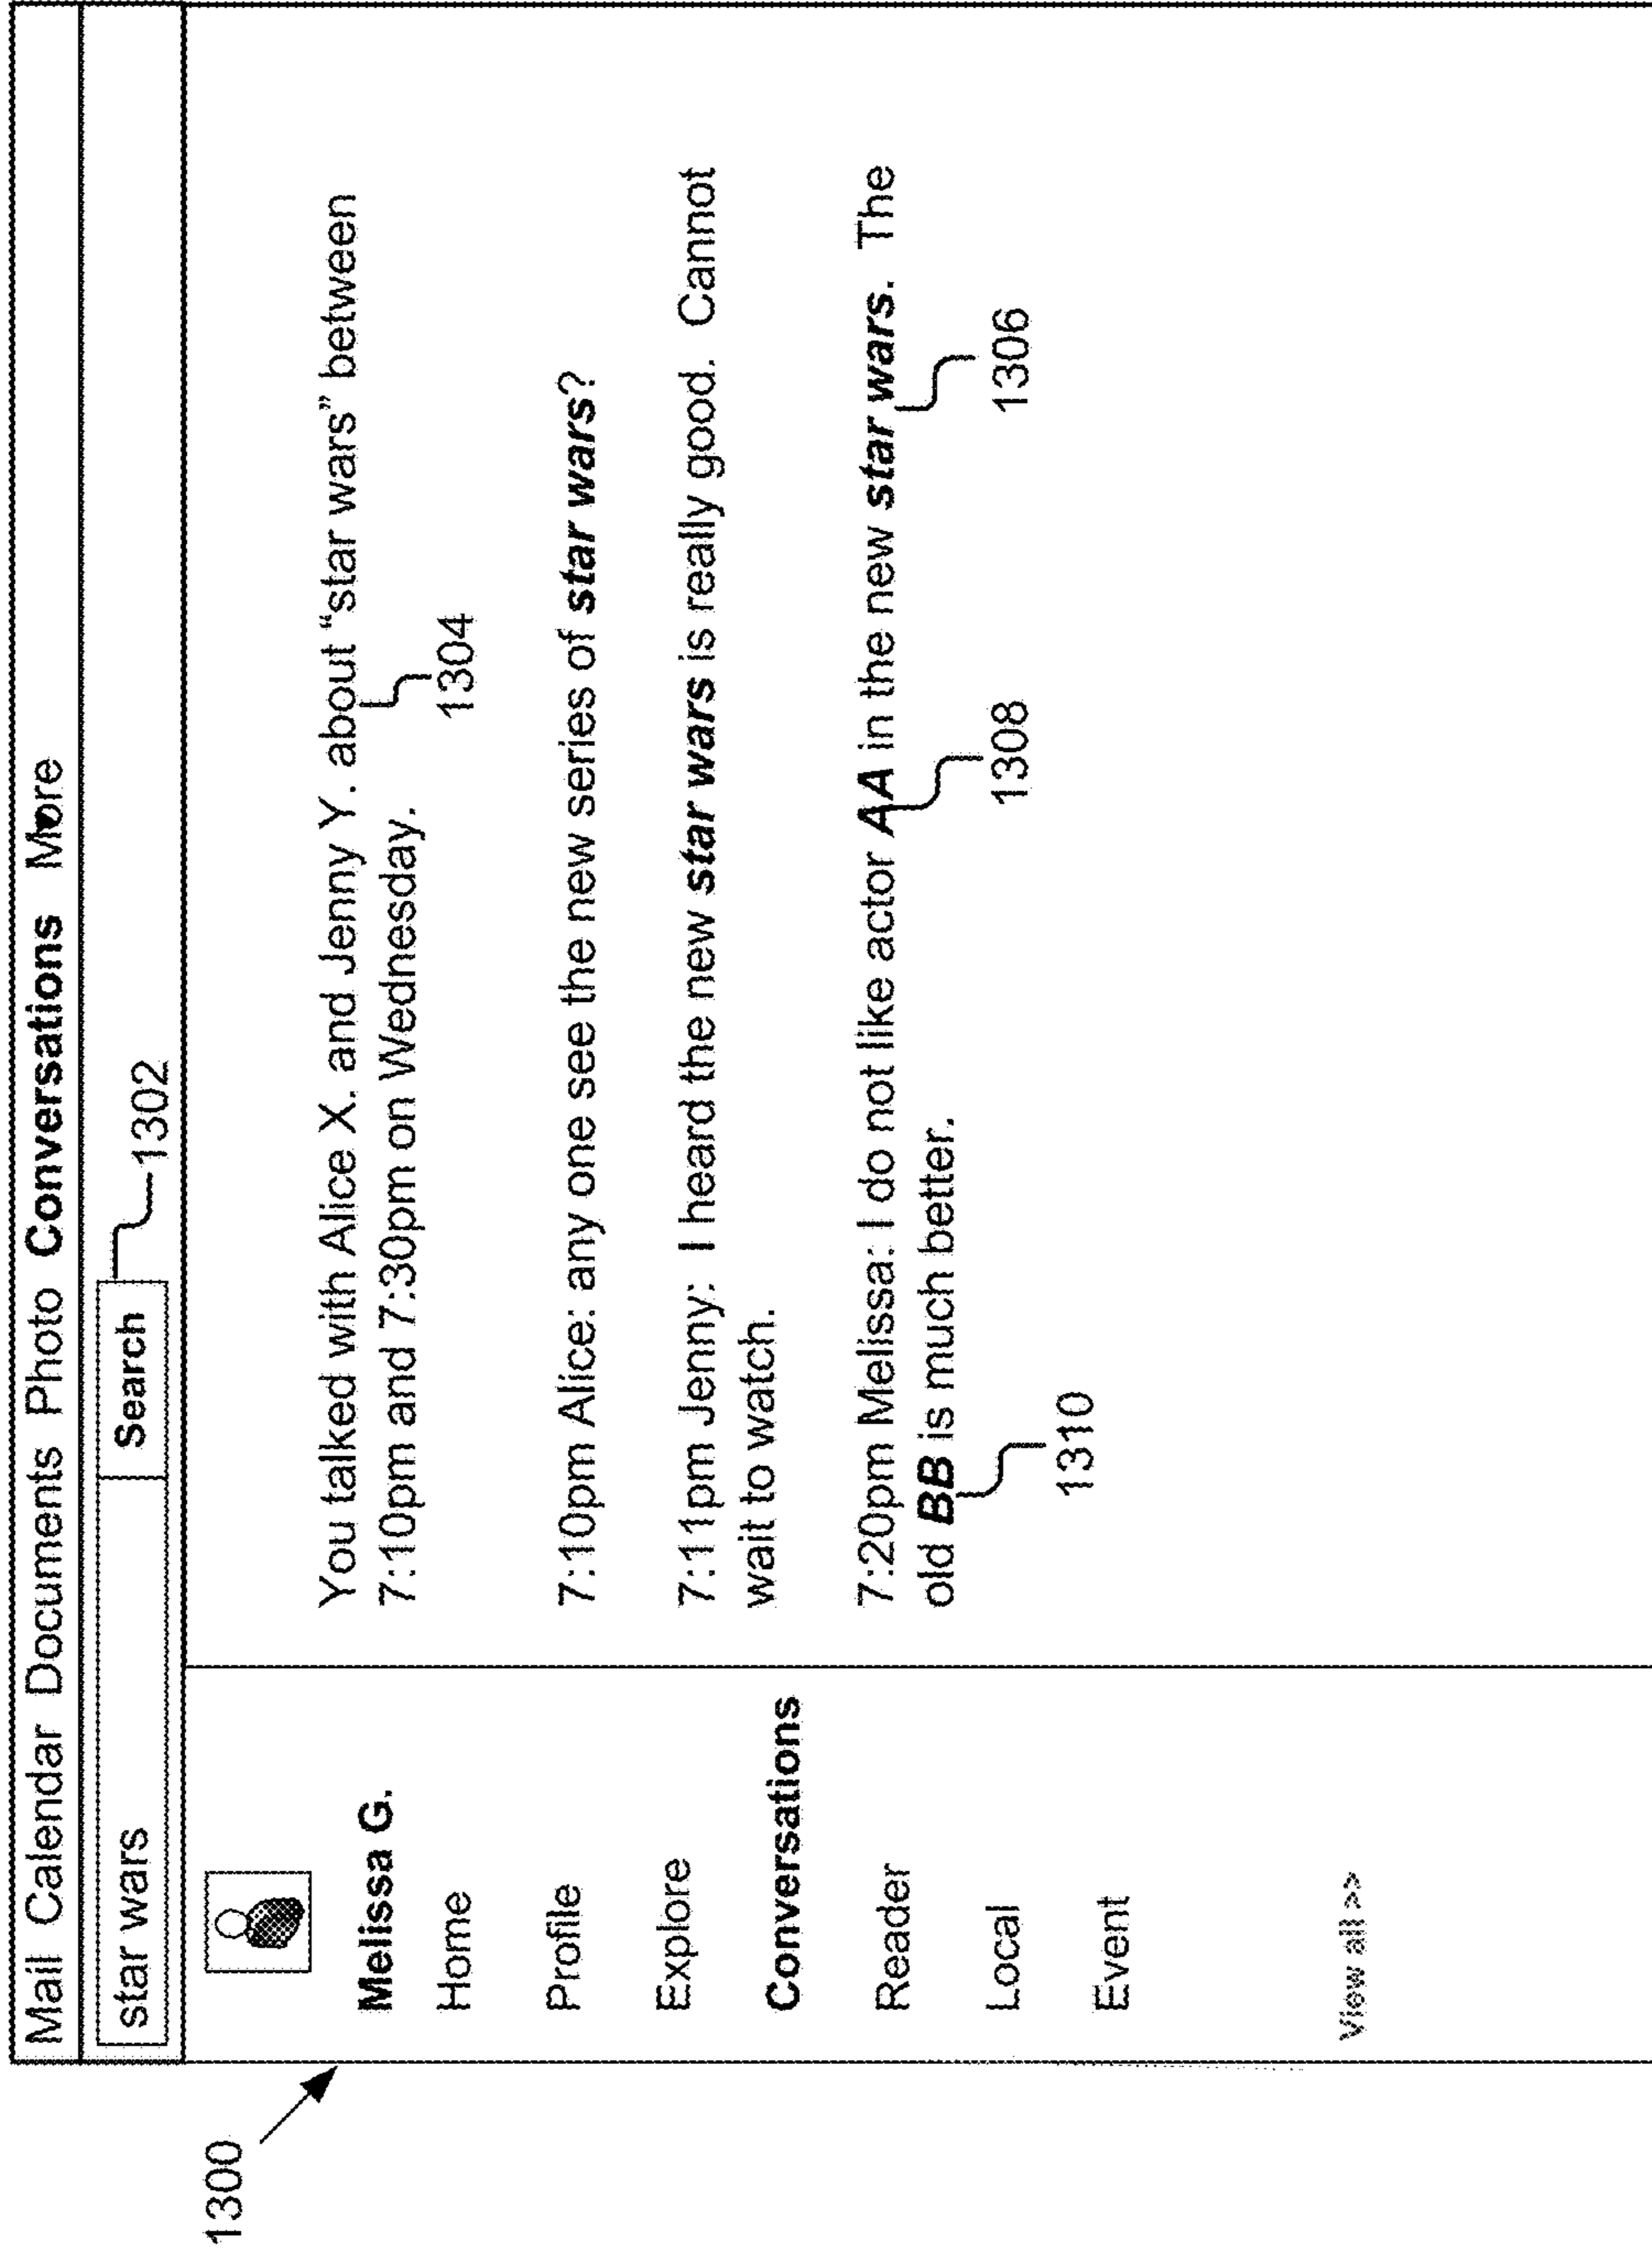 1300
Mail Calendar Documents Photo Conversations More
star wars Search 1302
Melissa G.
Home
Profile
Explore
Conversations
Reader
Local
Event
View all >>
You talked with Alice X. and Jenny Y. about “star wars” between
7:10pm and 7:30pm on Wednesday.
1304
7:10pm Alice: any one see the new series of star wars?
7:11pm Jenny: I heard the new star wars is really good. Cannot
wait to watch.
7:20pm Melissa: I do not like actor AA in the new star wars. The
old BB is much better.
1308
1306
1310